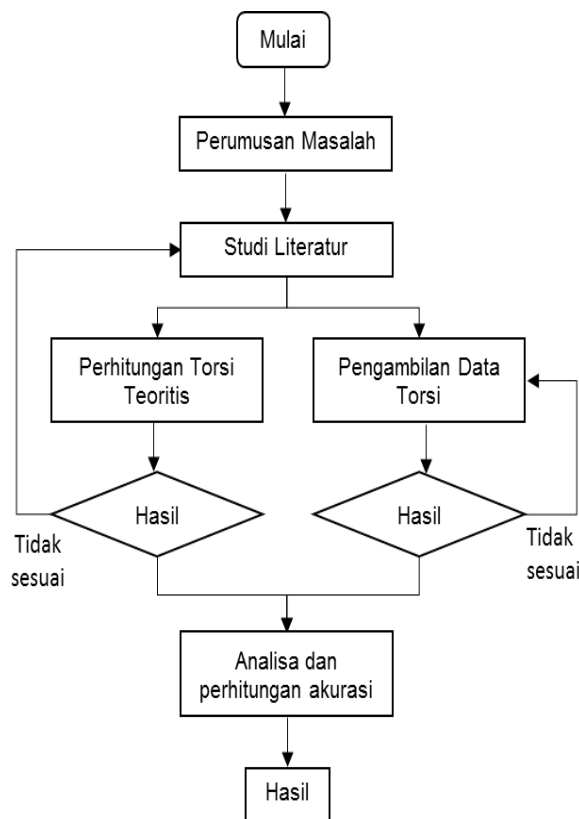 Mulai
Perumusan Masalah
Studi Literatur
Perhitungan Torsi
Teoritis
Pengambilan Data
Torsi
Hasil
Hasil
Tidak
sesuai
Tidak
sesuai
Analisa dan
perhitungan akurasi
Hasil